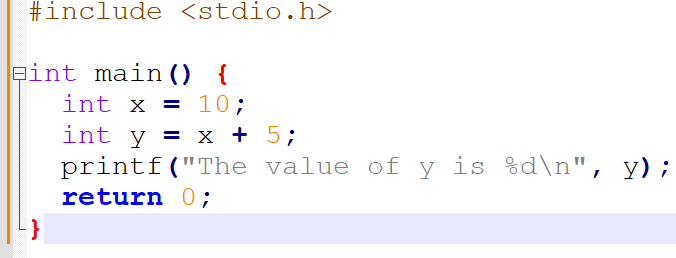 #include <stdio.h>

int main() {
  int x = 10;
  int y = x + 5;
  printf("The value of y is %d\n", y);
  return 0;
}